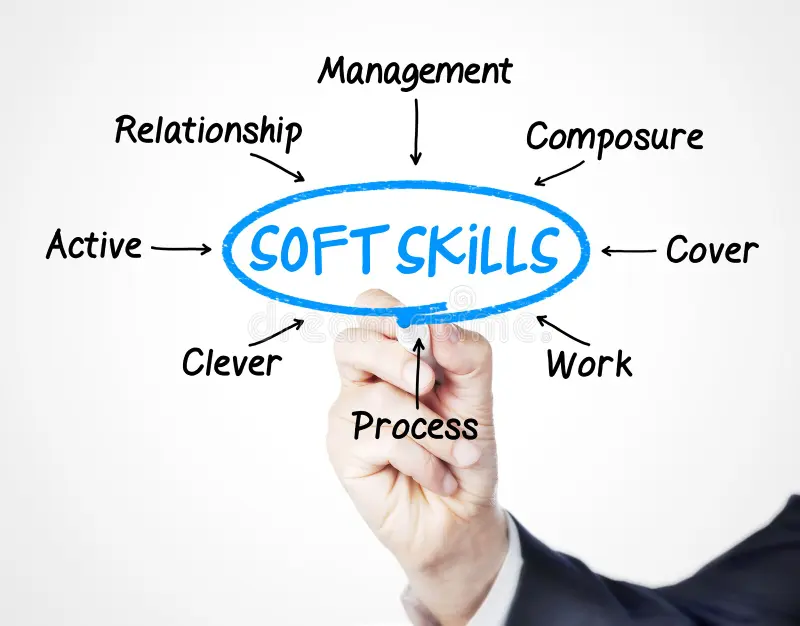 Management
Relationship
Composure
Active
SOFT SKILLS
Cover
Clever
Work
Process